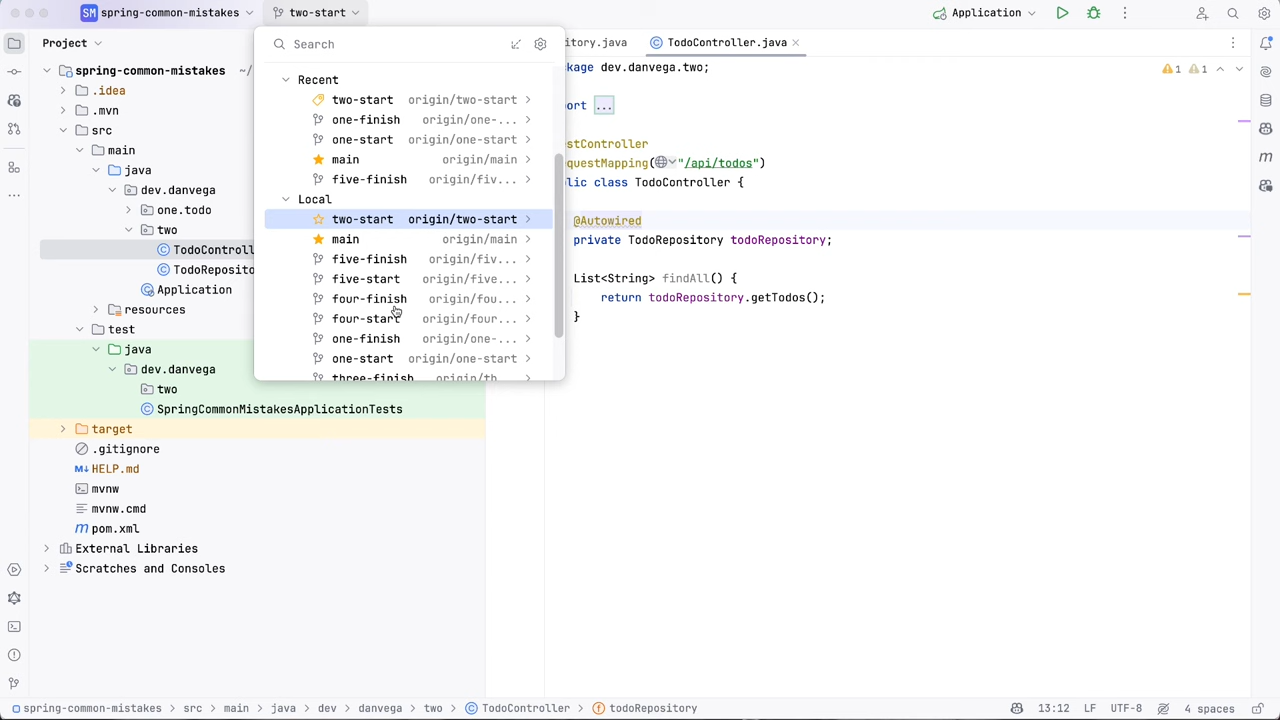 SM spring-common-mistakes
two-start
Application
Project
Search
Recent
two-start origin/two-start
one-finish origin/one-...
one-start origin/one-start
main origin/main
five-finish origin/fiv...
Local
two-start origin/two-start
main origin/main
five-finish origin/fiv...
five-start origin/five...
four-finish origin/fou...
four-start origin/four...
one-finish origin/one-...
one-start origin/one-start
three-finish origin/th...
spring-common-mistakes ~/
.idea
.mvn
src
main
java
dev.danvega
one.todo
two
TodoControll
TodoReposito
Application
resources
test
java
dev.danvega
two
SpringCommonMistakesApplicationTests
target
.gitignore
M↓ HELP.md
mvnw
mvnw.cmd
m pom.xml
External Libraries
Scratches and Consoles
itory.java
TodoController.java
kage dev.danvega.two;
1 1
ort ...
estController
questMapping("/api/todos")
lic class TodoController {
@Autowired
private TodoRepository todoRepository;
List<String> findAll() {
return todoRepository.getTodos();
}
m
spring-common-mistakes > src > main > java > dev > danvega > two > TodoController > todoRepository
13:12 LF UTF-8 4 spaces